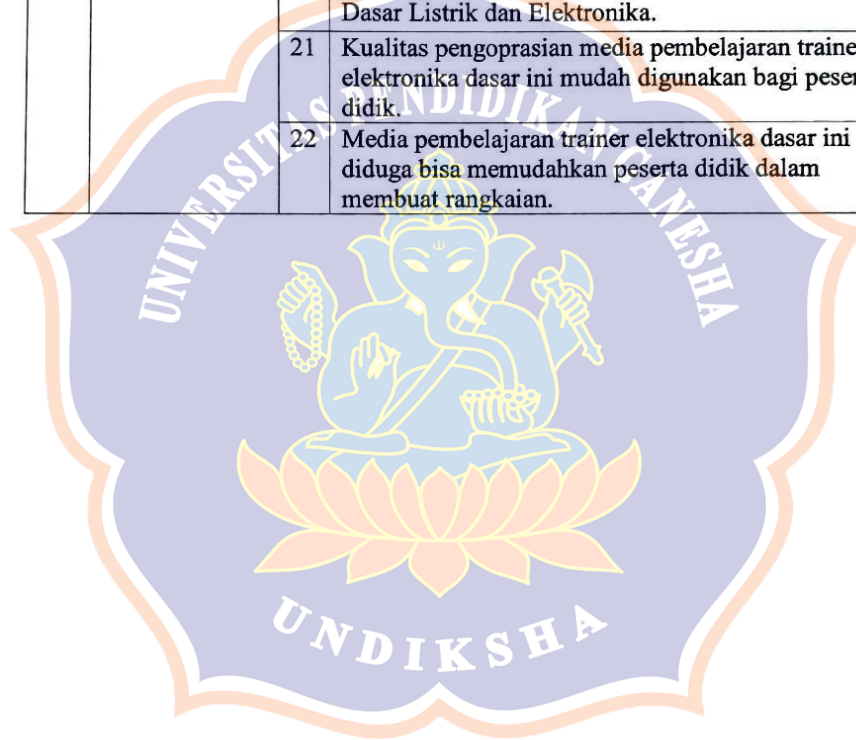 Dasar Listrik dan Elektronika.
21 Kualitas pengoprasian media pembelajaran traine
elektronika dasar ini mudah digunakan bagi peser
didik.
22 Media pembelajaran trainer elektronika dasar ini
diduga bisa memudahkan peserta didik dalam
membuat rangkaian.
UNIVERSITAS PENDIDIKAN GANESHA
UNDIKSHA